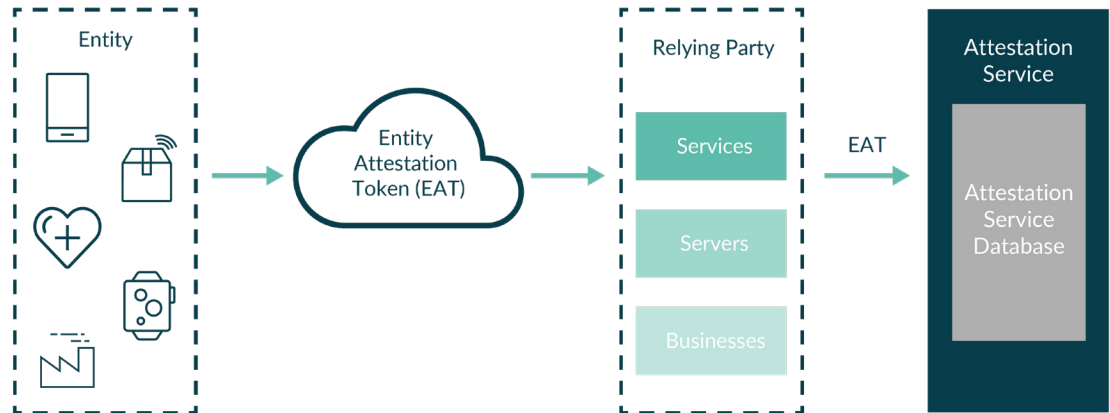 Entity
Entity
Attestation
Token (EAT)
Relying Party
Services
Servers
Businesses
EAT
Attestation
Service
Attestation
Service
Database